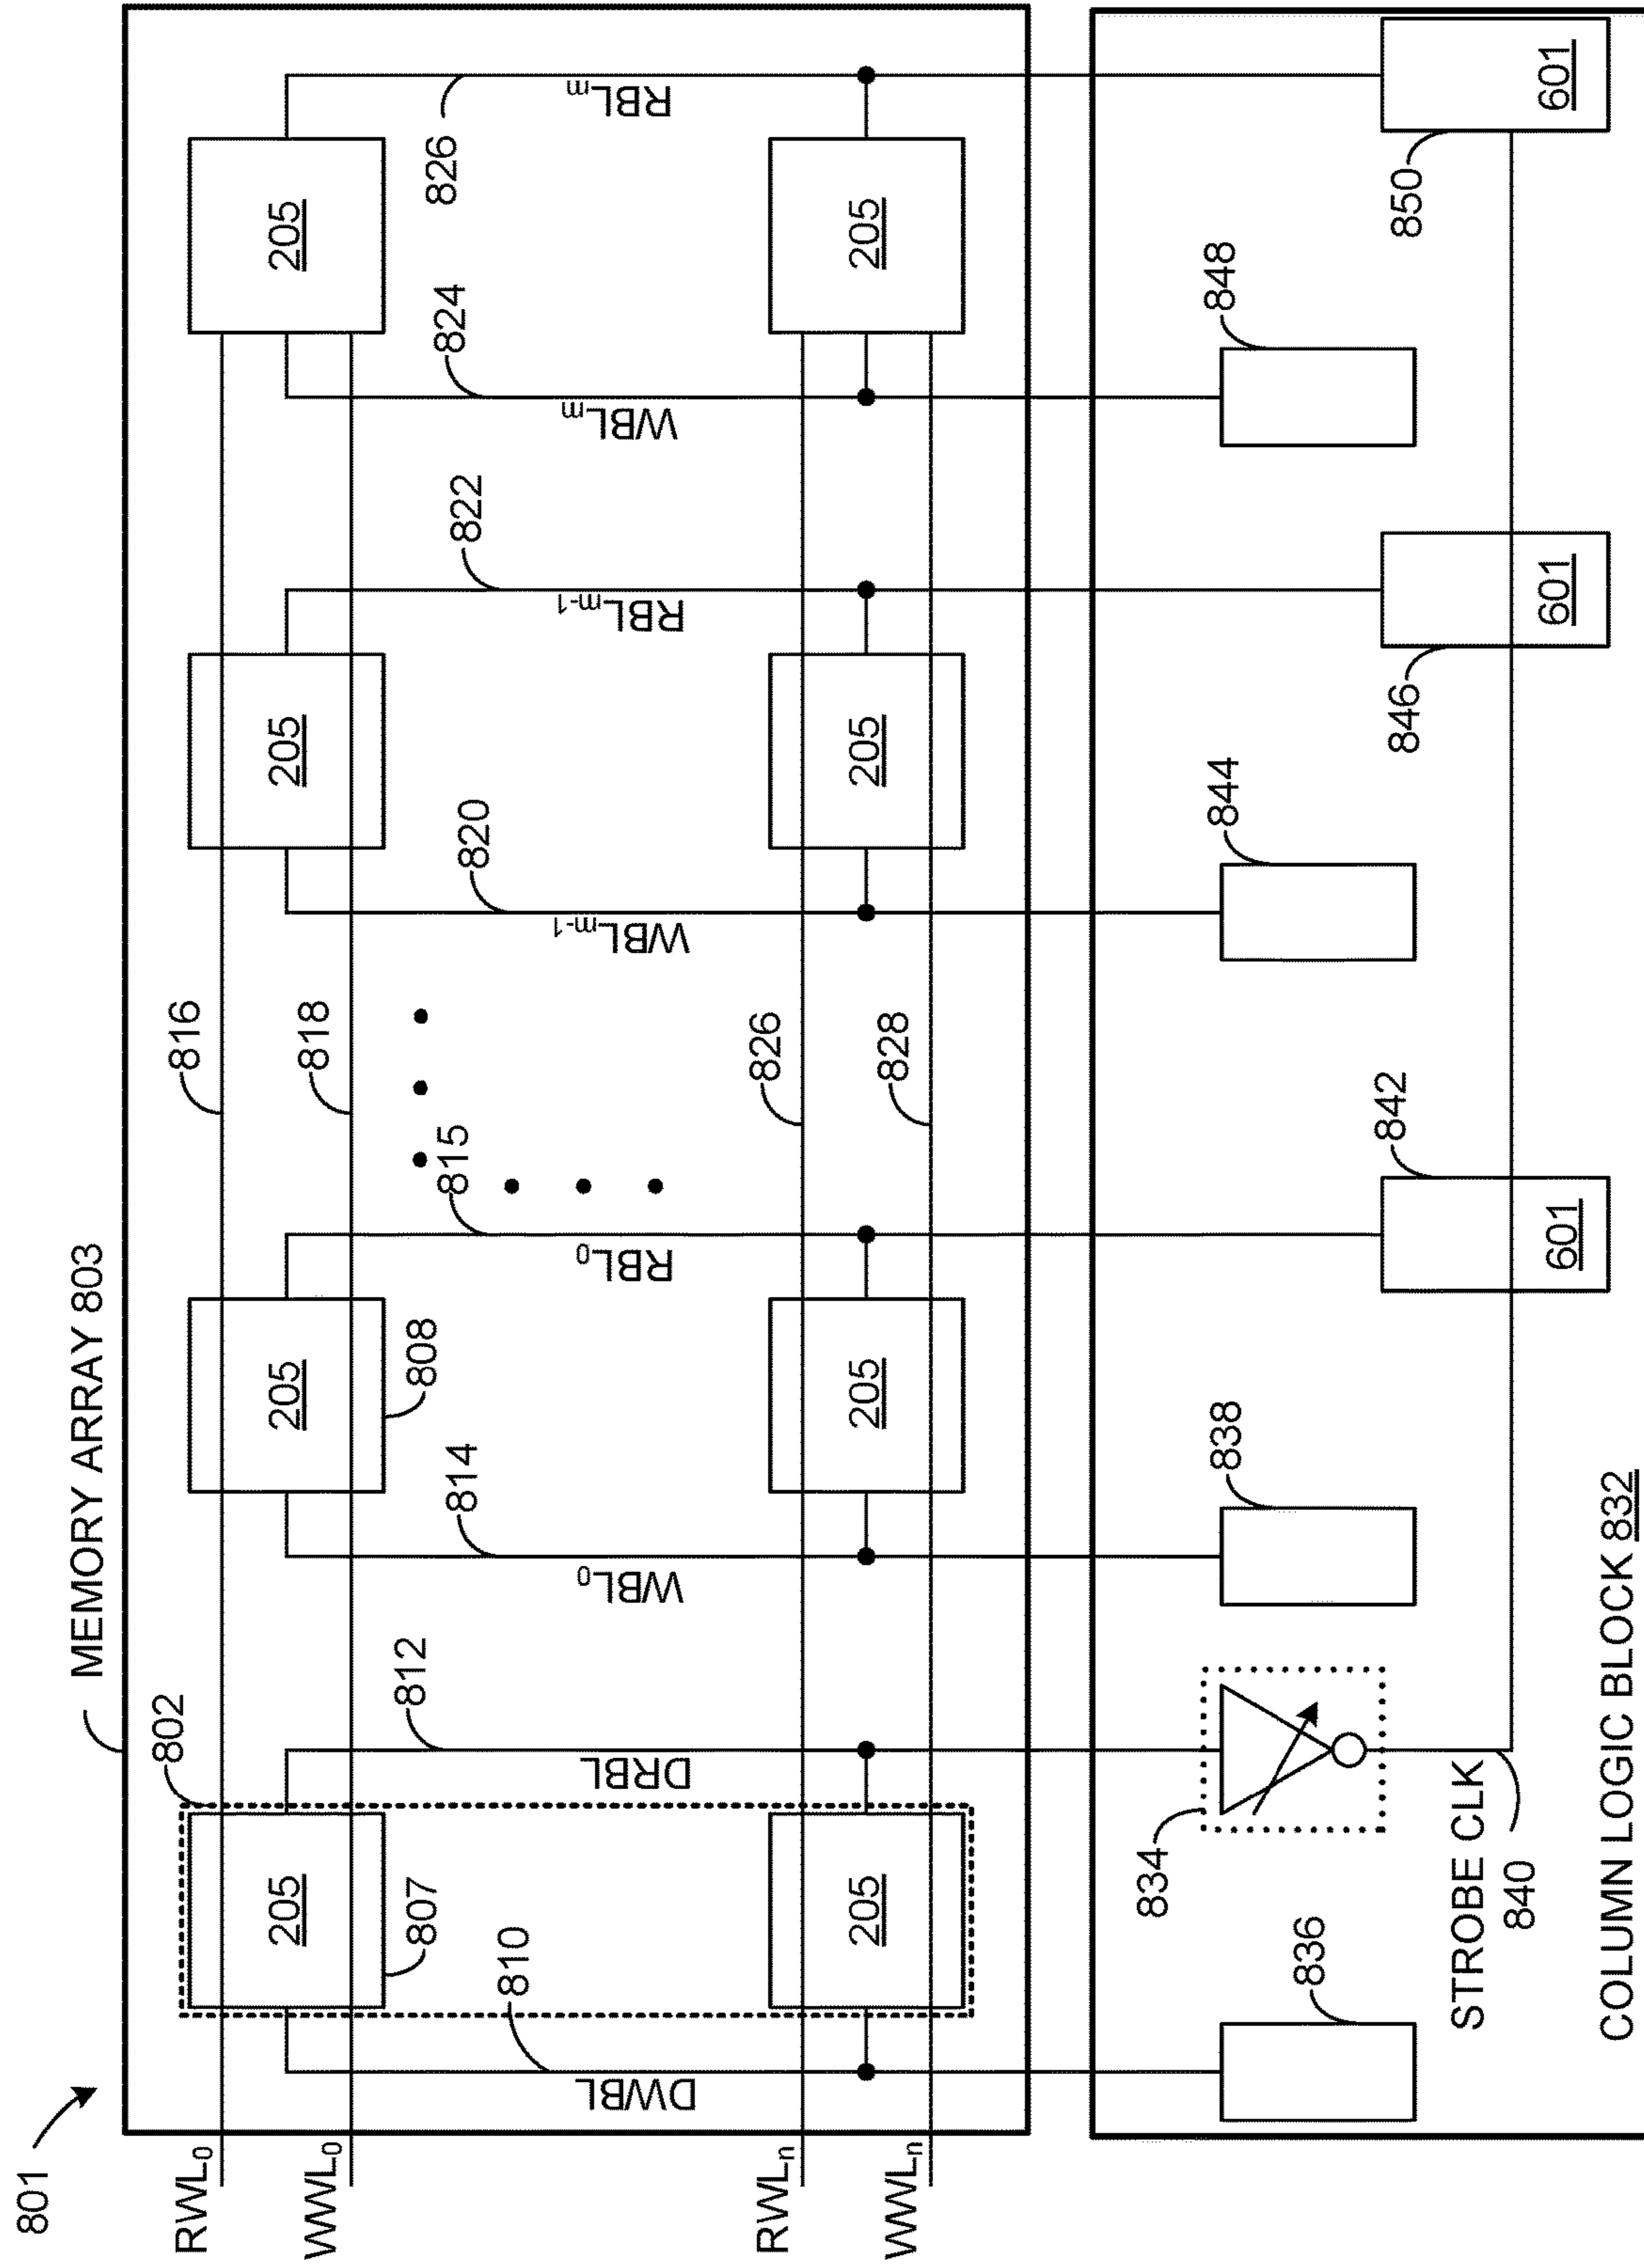 801
MEMORY ARRAY 803
802
RWL₀
816
205
205
205
205
WWL₀
818
807
808
810
812
814
815
820
822
824
826
DWBL
DRBL
WBL₀
RBL₀
WBLₘ₋₁
RBLₘ₋₁
WBLₘ
RBLₘ
RWLₙ
826
205
205
205
205
WWLₙ
828
834
838
844
848
836
842
846
850
STROBE CLK
840
601
601
601
COLUMN LOGIC BLOCK 832